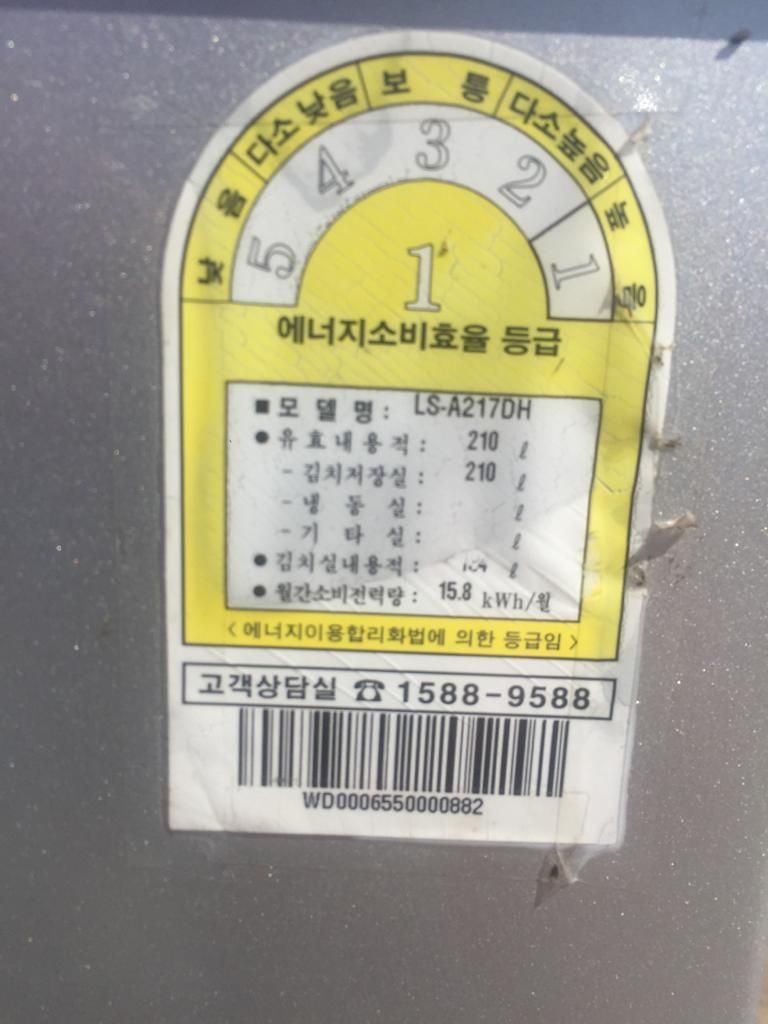 낮음 다소낮음 보통 다소높음 높음
5 4 3 2 1
1
에너지소비효율 등급
■ 모델명 : LS-A217DH
● 유효내용적 : 210 ℓ
- 김치저장실 : 210 ℓ
- 냉동실 : ℓ
- 기타실 : ℓ
● 김치실내용적 : ℓ
● 월간소비전력량 : 15.8 kWh/월
< 에너지이용합리화법에 의한 등급임 >
고객상담실 ☎ 1588-9588
WD0006550000882